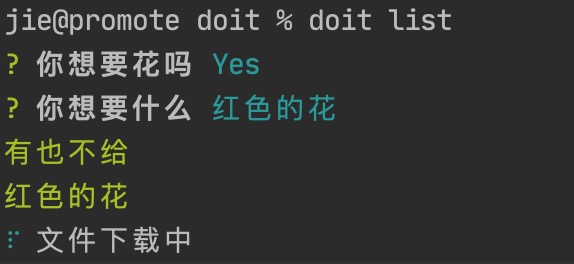 jie@promote doit % doit list
? 你想要花吗 Yes
? 你想要什么 红色的花
有也不给
红色的花
⠏ 文件下载中